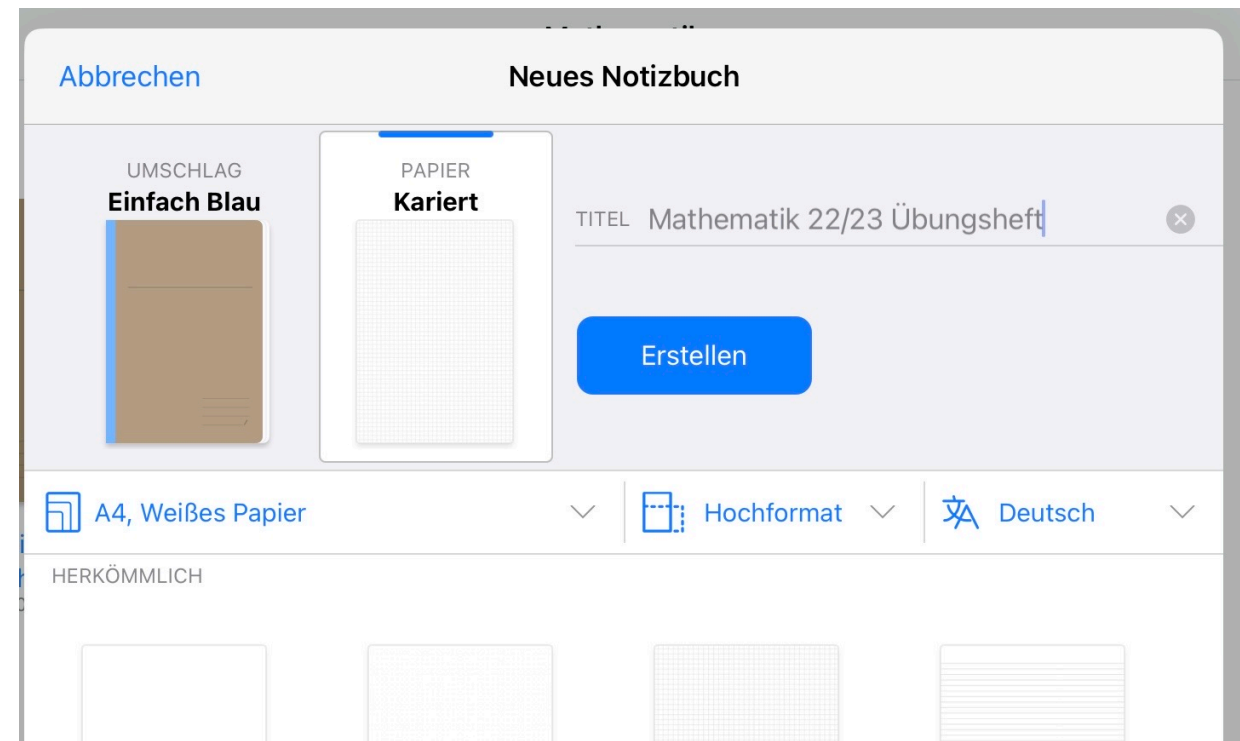 Abbrechen
Neues Notizbuch
UMSCHLAG
Einfach Blau
PAPIER
Kariert
TITEL Mathematik 22/23 Übungsheft
Erstellen
A4, Weißes Papier
Hochformat
Deutsch
HERKÖMMLICH